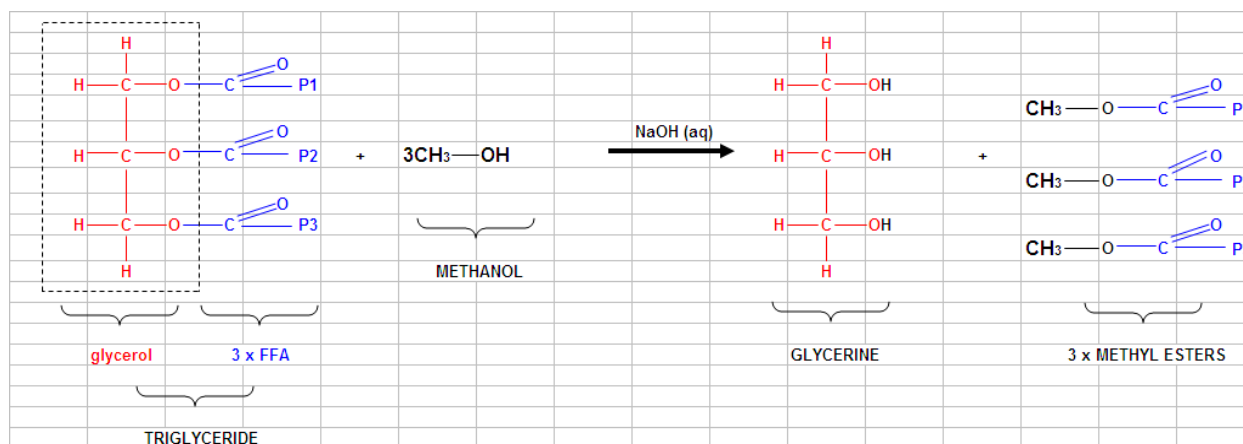 H H
H C O C O P1 H C OH CH3 O C O P
NaOH (aq)
H C O C O P2 + 3CH3 OH H C OH + CH3 O C O P
H C O C O P3 H C OH CH3 O C O P
H H
METHANOL
glycerol 3 x FFA GLYCERINE 3 x METHYL ESTERS
TRIGLYCERIDE